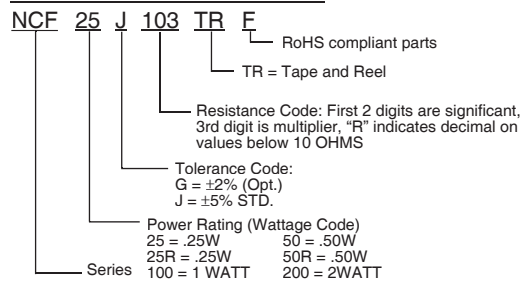 NCF 25 J 103 TR F
RoHS compliant parts
TR = Tape and Reel
Resistance Code: First 2 digits are significant,
3rd digit is multiplier, “R” indicates decimal on
values below 10 OHMS
Tolerance Code:
G = ±2% (Opt.)
J = ±5% STD.
Power Rating (Wattage Code)
25 = .25W 50 = .50W
25R = .25W 50R = .50W
Series 100 = 1 WATT 200 = 2WATT